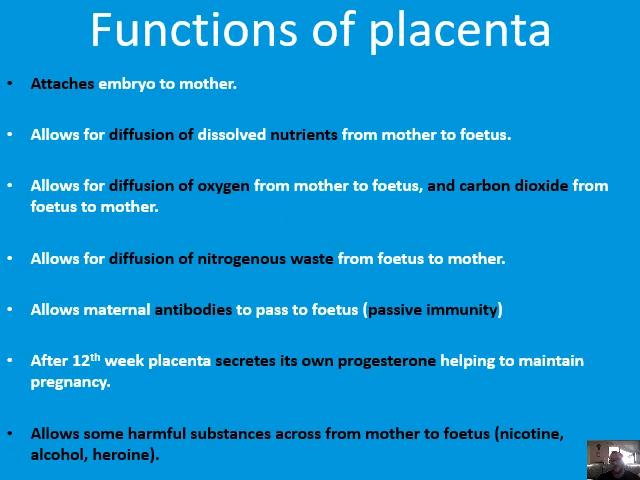 Functions of placenta
• Attaches embryo to mother.
• Allows for diffusion of dissolved nutrients from mother to foetus.
• Allows for diffusion of oxygen from mother to foetus, and carbon dioxide from
foetus to mother.
• Allows for diffusion of nitrogenous waste from foetus to mother.
• Allows maternal antibodies to pass to foetus (passive immunity)
• After 12th week placenta secretes its own progesterone helping to maintain
pregnancy.
• Allows some harmful substances across from mother to foetus (nicotine,
alcohol, heroine).